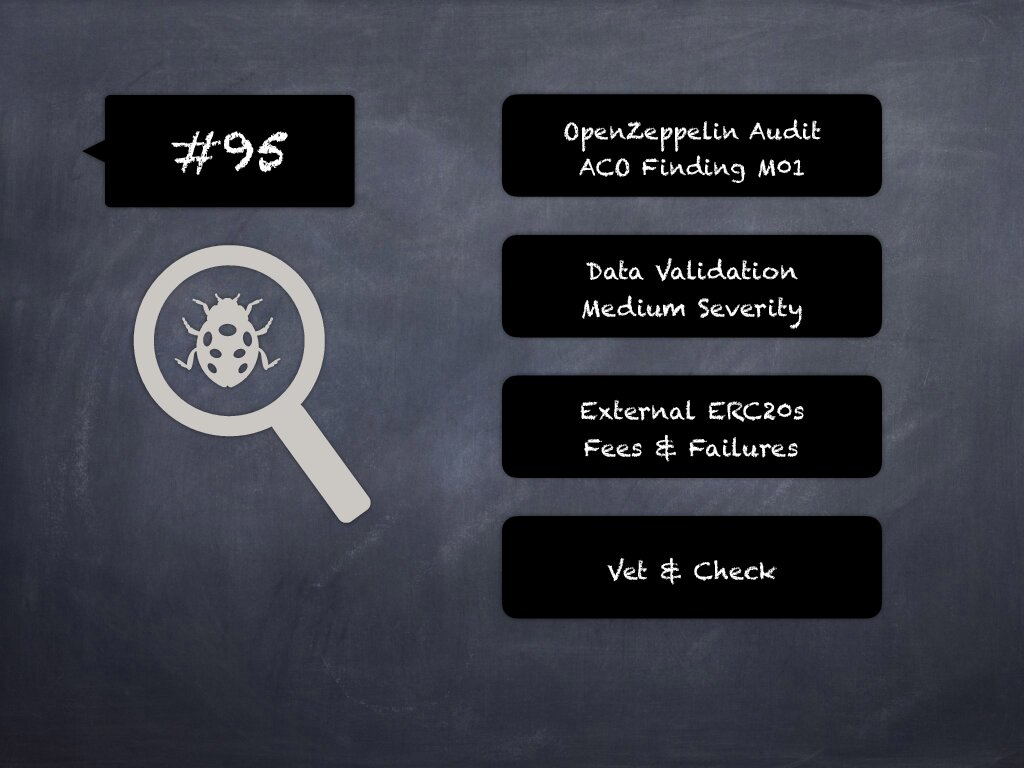 #95
OpenZeppelin Audit
ACO Finding M01
Data Validation
Medium Severity
External ERC20s
Fees & Failures
Vet & Check